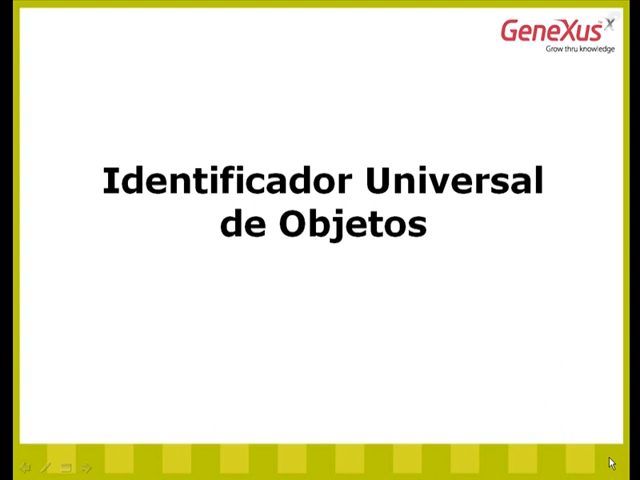 GeneXus X
Grow thru knowledge
Identificador Universal
de Objetos